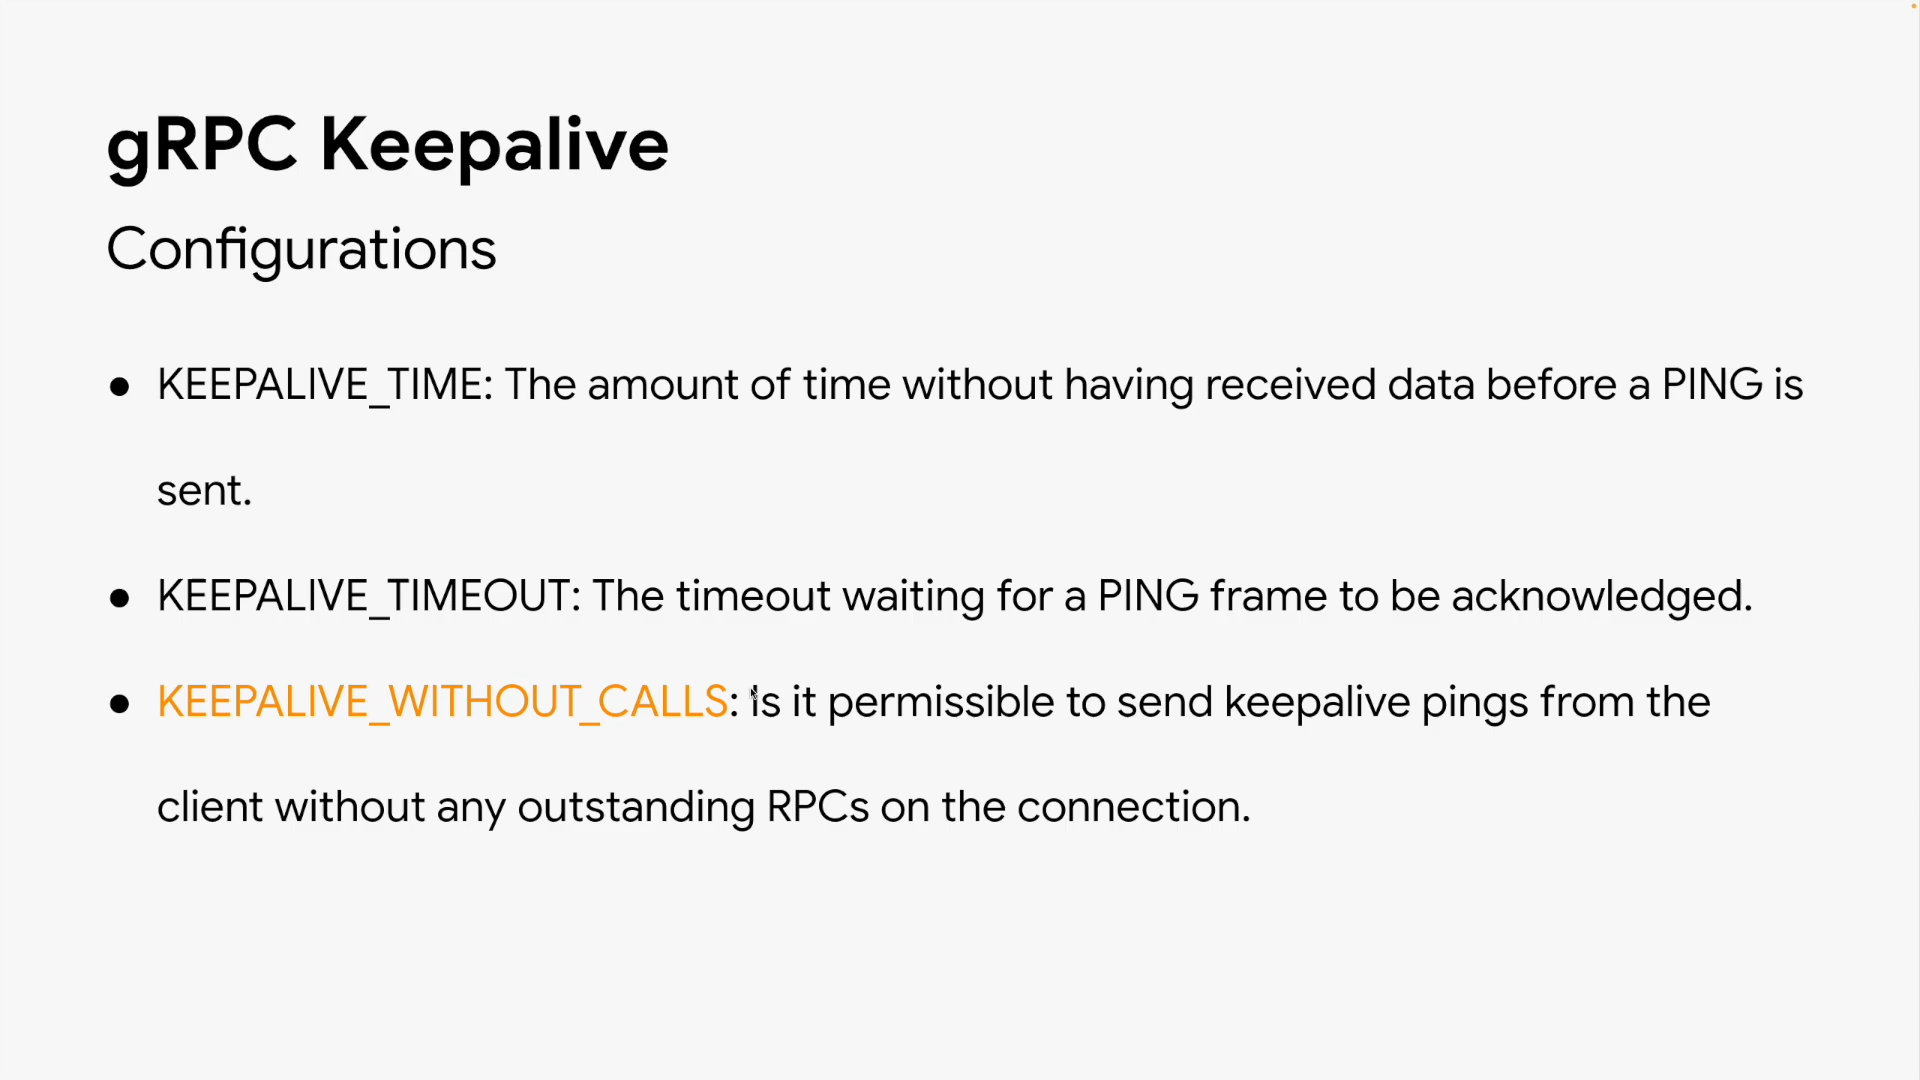 gRPC Keepalive
Configurations
● KEEPALIVE_TIME: The amount of time without having received data before a PING is
sent.
● KEEPALIVE_TIMEOUT: The timeout waiting for a PING frame to be acknowledged.
● KEEPALIVE_WITHOUT_CALLS: Is it permissible to send keepalive pings from the
client without any outstanding RPCs on the connection.